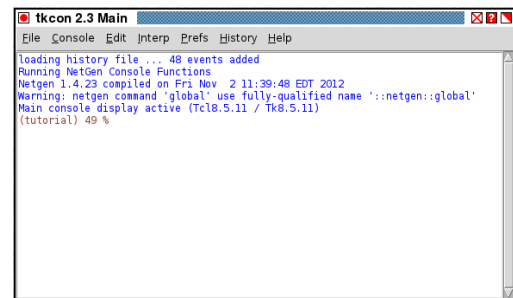 tkcon 2.3 Main
File Console Edit Interp Prefs History Help
loading history file ... 48 events added
Running NetGen Console Functions
Netgen 1.4.23 compiled on Fri Nov  2 11:39:48 EDT 2012
Warning: netgen command 'global' use fully-qualified name '::netgen::global'
Main console display active (Tcl8.5.11 / Tk8.5.11)
(tutorial) 49 %